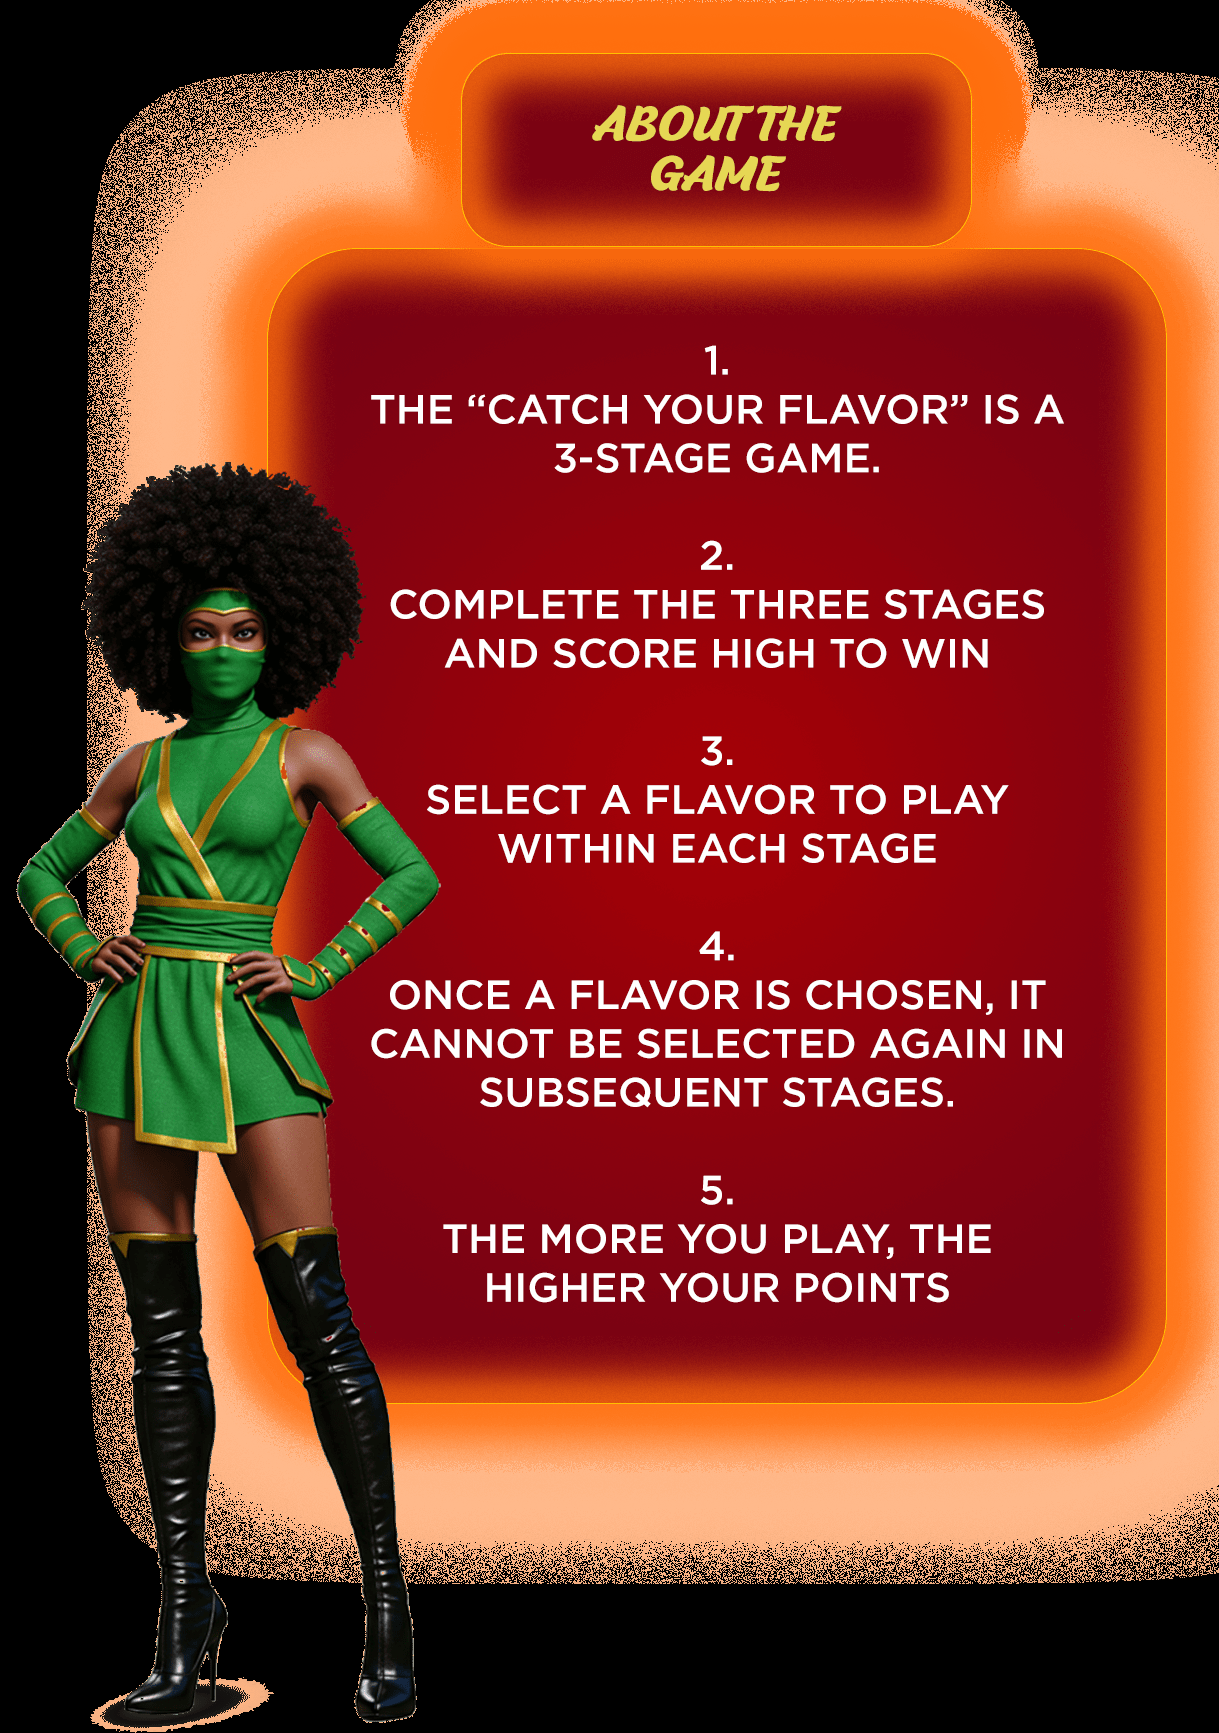 ABOUT THE
GAME
1.
THE “CATCH YOUR FLAVOR” IS A
3-STAGE GAME.
2.
COMPLETE THE THREE STAGES
AND SCORE HIGH TO WIN
3.
SELECT A FLAVOR TO PLAY
WITHIN EACH STAGE
4.
ONCE A FLAVOR IS CHOSEN, IT
CANNOT BE SELECTED AGAIN IN
SUBSEQUENT STAGES.
5.
THE MORE YOU PLAY, THE
HIGHER YOUR POINTS